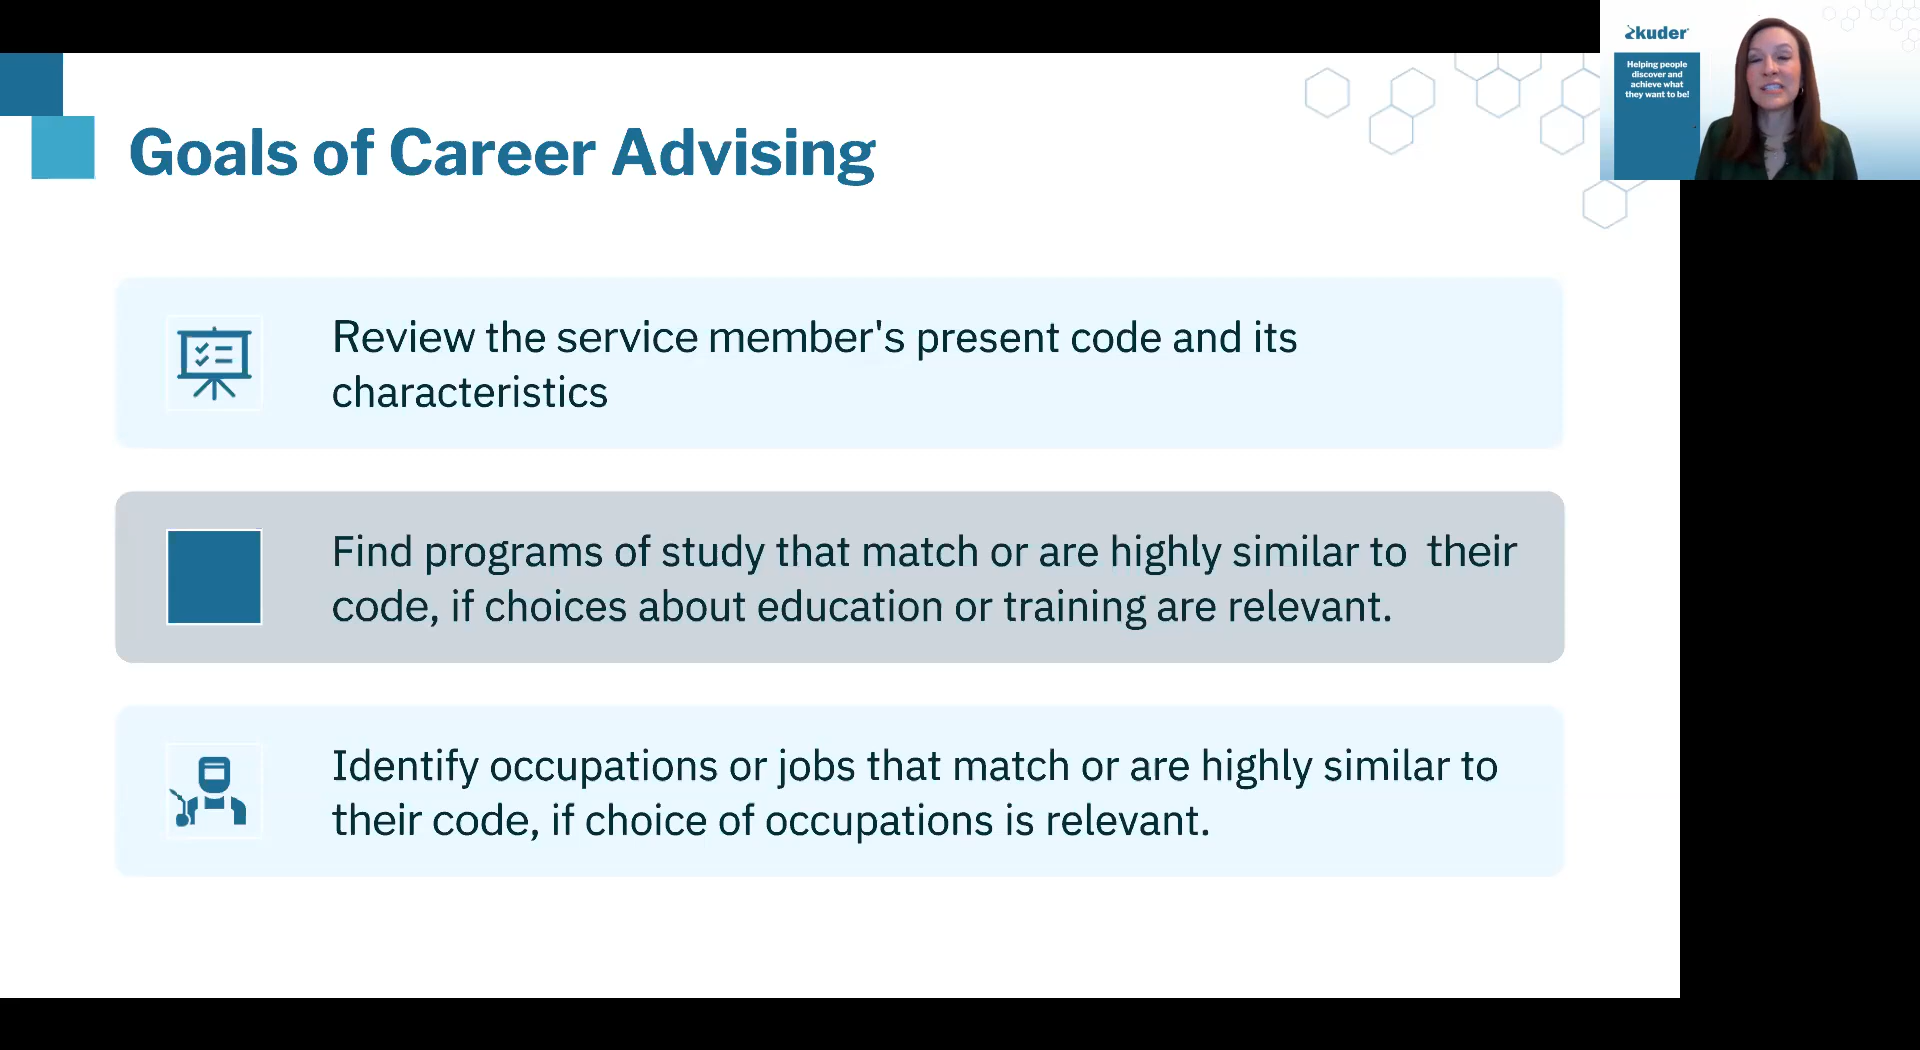 Goals of Career Advising
Review the service member's present code and its
characteristics
Find programs of study that match or are highly similar to their
code, if choices about education or training are relevant.
Identify occupations or jobs that match or are highly similar to
their code, if choice of occupations is relevant.
kuder
Helping people
discover and
achieve what
they want to be!